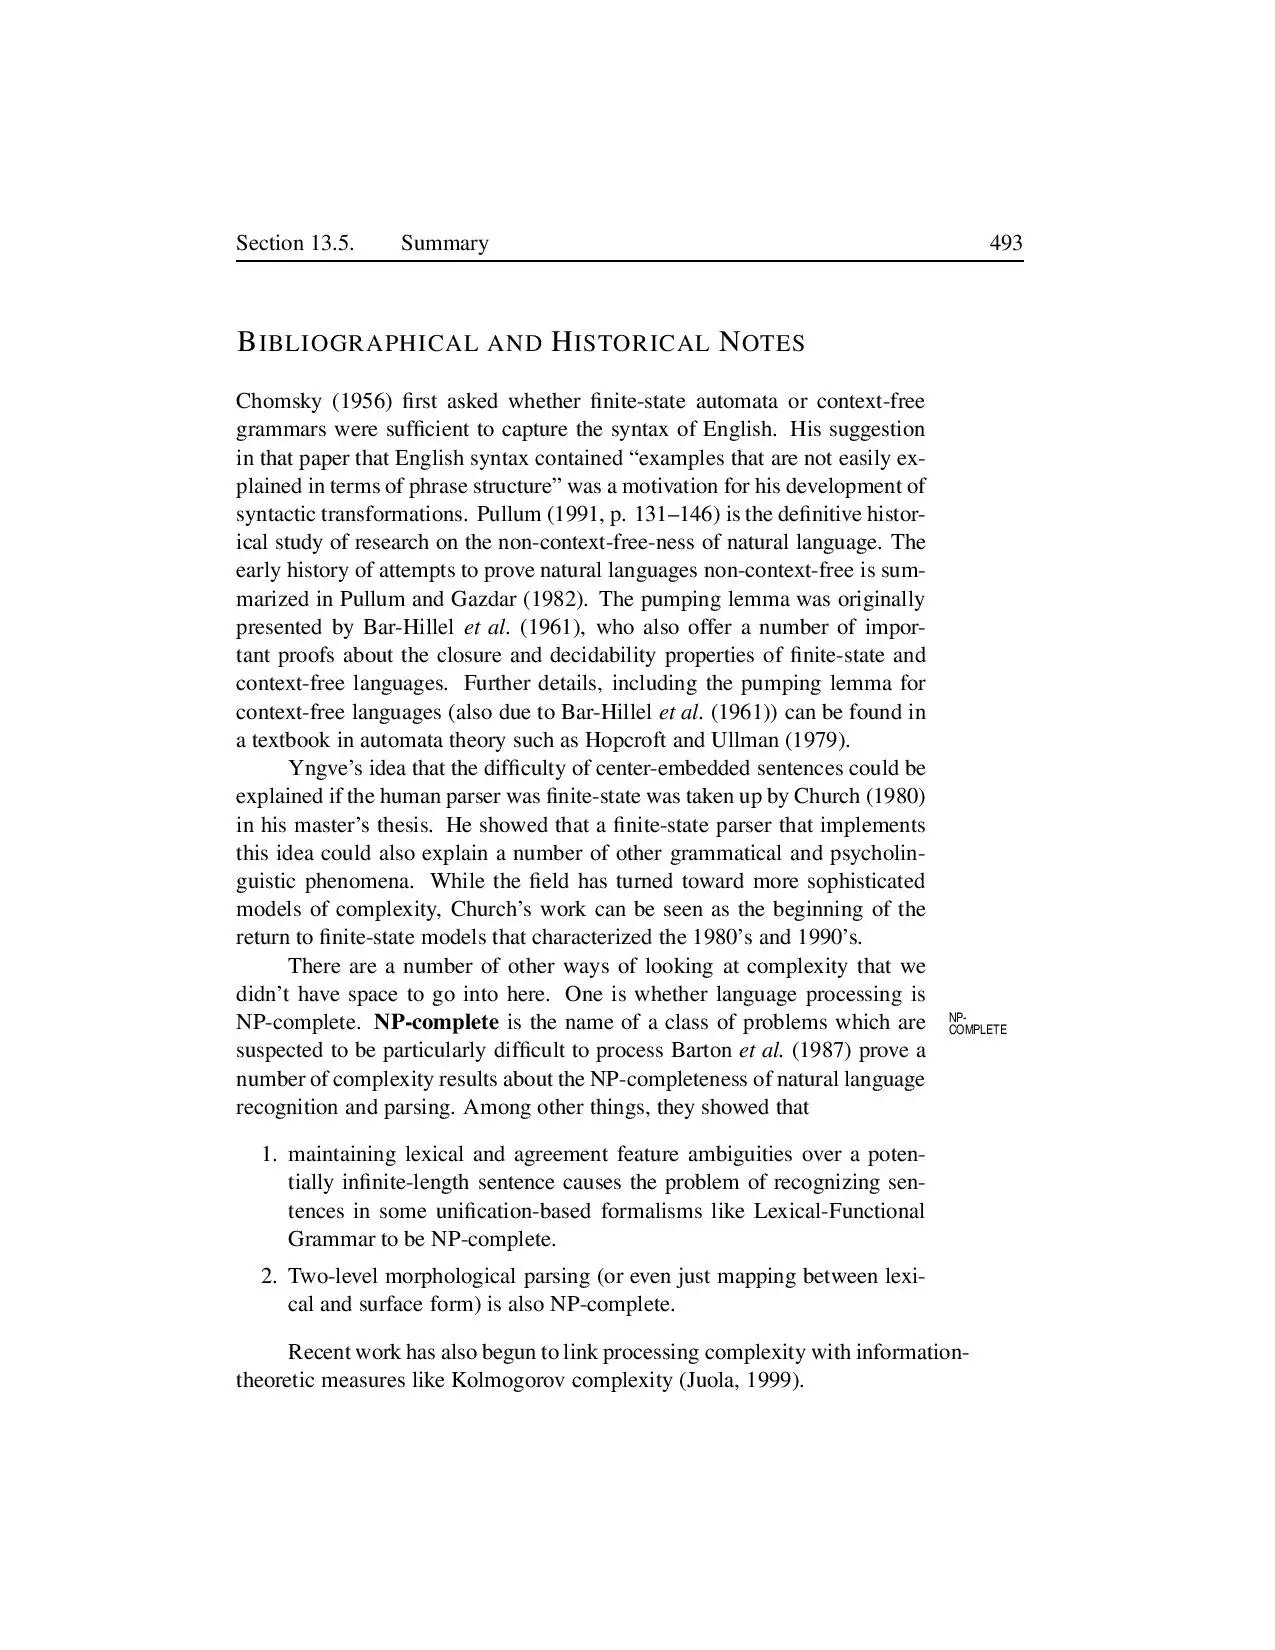 Section 13.5. Summary 493
BIBLIOGRAPHICAL AND HISTORICAL NOTES
Chomsky (1956) first asked whether finite-state automata or context-free
grammars were sufficient to capture the syntax of English. His suggestion
in that paper that English syntax contained “examples that are not easily ex-
plained in terms of phrase structure” was a motivation for his development of
syntactic transformations. Pullum (1991, p. 131–146) is the definitive histor-
ical study of research on the non-context-free-ness of natural language. The
early history of attempts to prove natural languages non-context-free is sum-
marized in Pullum and Gazdar (1982). The pumping lemma was originally
presented by Bar-Hillel et al. (1961), who also offer a number of impor-
tant proofs about the closure and decidability properties of finite-state and
context-free languages. Further details, including the pumping lemma for
context-free languages (also due to Bar-Hillel et al. (1961)) can be found in
a textbook in automata theory such as Hopcroft and Ullman (1979).
Yngve’s idea that the difficulty of center-embedded sentences could be
explained if the human parser was finite-state was taken up by Church (1980)
in his master’s thesis. He showed that a finite-state parser that implements
this idea could also explain a number of other grammatical and psycholin-
guistic phenomena. While the field has turned toward more sophisticated
models of complexity, Church’s work can be seen as the beginning of the
return to finite-state models that characterized the 1980’s and 1990’s.
There are a number of other ways of looking at complexity that we
didn’t have space to go into here. One is whether language processing is
NP-complete. NP-complete is the name of a class of problems which are
NP-
COMPLETE
suspected to be particularly difficult to process Barton et al. (1987) prove a
number of complexity results about the NP-completeness of natural language
recognition and parsing. Among other things, they showed that
1. maintaining lexical and agreement feature ambiguities over a poten-
tially infinite-length sentence causes the problem of recognizing sen-
tences in some unification-based formalisms like Lexical-Functional
Grammar to be NP-complete.
2. Two-level morphological parsing (or even just mapping between lexi-
cal and surface form) is also NP-complete.
Recent work has also begun to link processing complexity with information-
theoretic measures like Kolmogorov complexity (Juola, 1999).